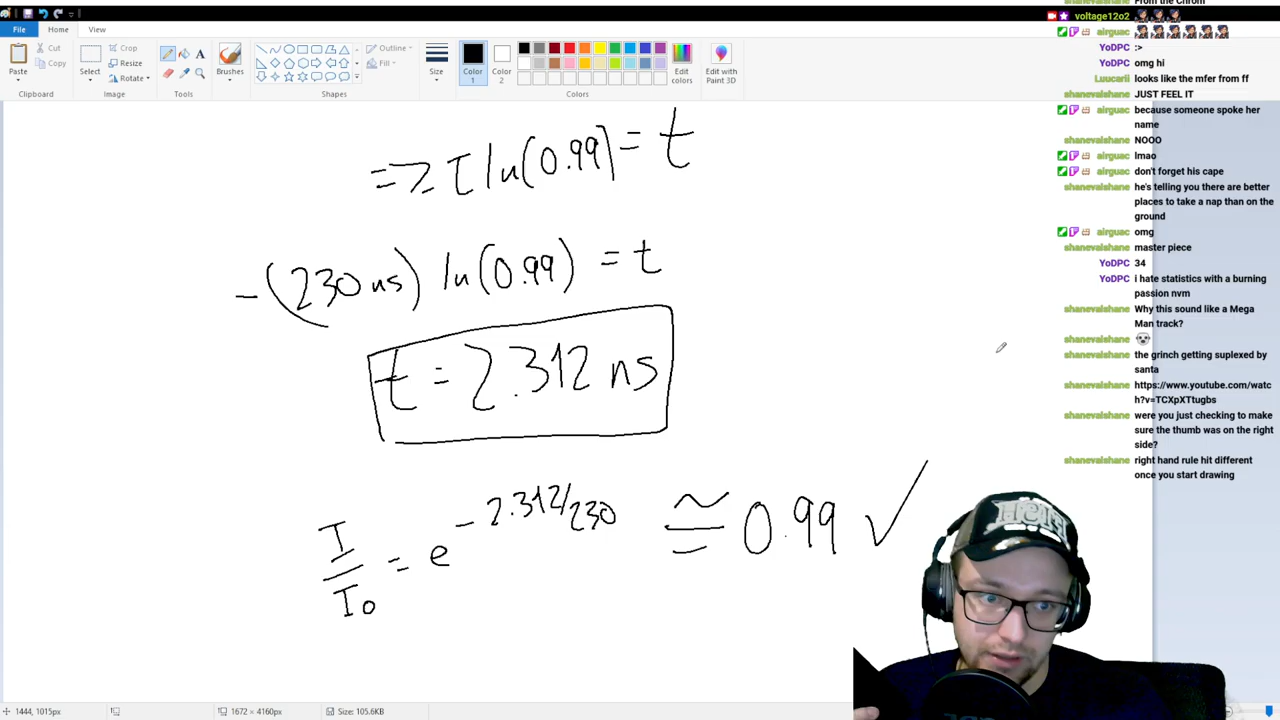 File Home View
Paste
Cut
Copy
Clipboard
Select
Crop
Resize
Rotate
Image
Tools
Brushes
Outline
Fill
Shapes
Size
Color 1
Color 2
Edit colors
Colors
Edit with Paint 3D
ln(0.99) = t
-(230 ns) ln(0.99) = t
t = 2.312 ns
I/I0 = e^-2.312/230 ≅ 0.99 ✓
voltage12o2
airguac
YoDPC :>
YoDPC omg hi
Luucarii looks like the mfer from ff
shanevalshane JUST FEEL IT
airguac because someone spoke her
name
shanevalshane NOOO
airguac lmao
airguac don't forget his cape
shanevalshane he's telling you there are better
places to take a nap than on the
ground
airguac omg
shanevalshane master piece
YoDPC 34
YoDPC i hate statistics with a burning
passion nvm
shanevalshane Why this sound like a Mega
Man track?
shanevalshane
shanevalshane the grinch getting suplexed by
santa
shanevalshane https://www.youtube.com/watc
h?v=TCXpXTtugbs
shanevalshane were you just checking to make
sure the thumb was on the right
side?
shanevalshane right hand rule hit different
once you start drawing
1444, 1015px
1672 × 4160px
Size: 105.6KB